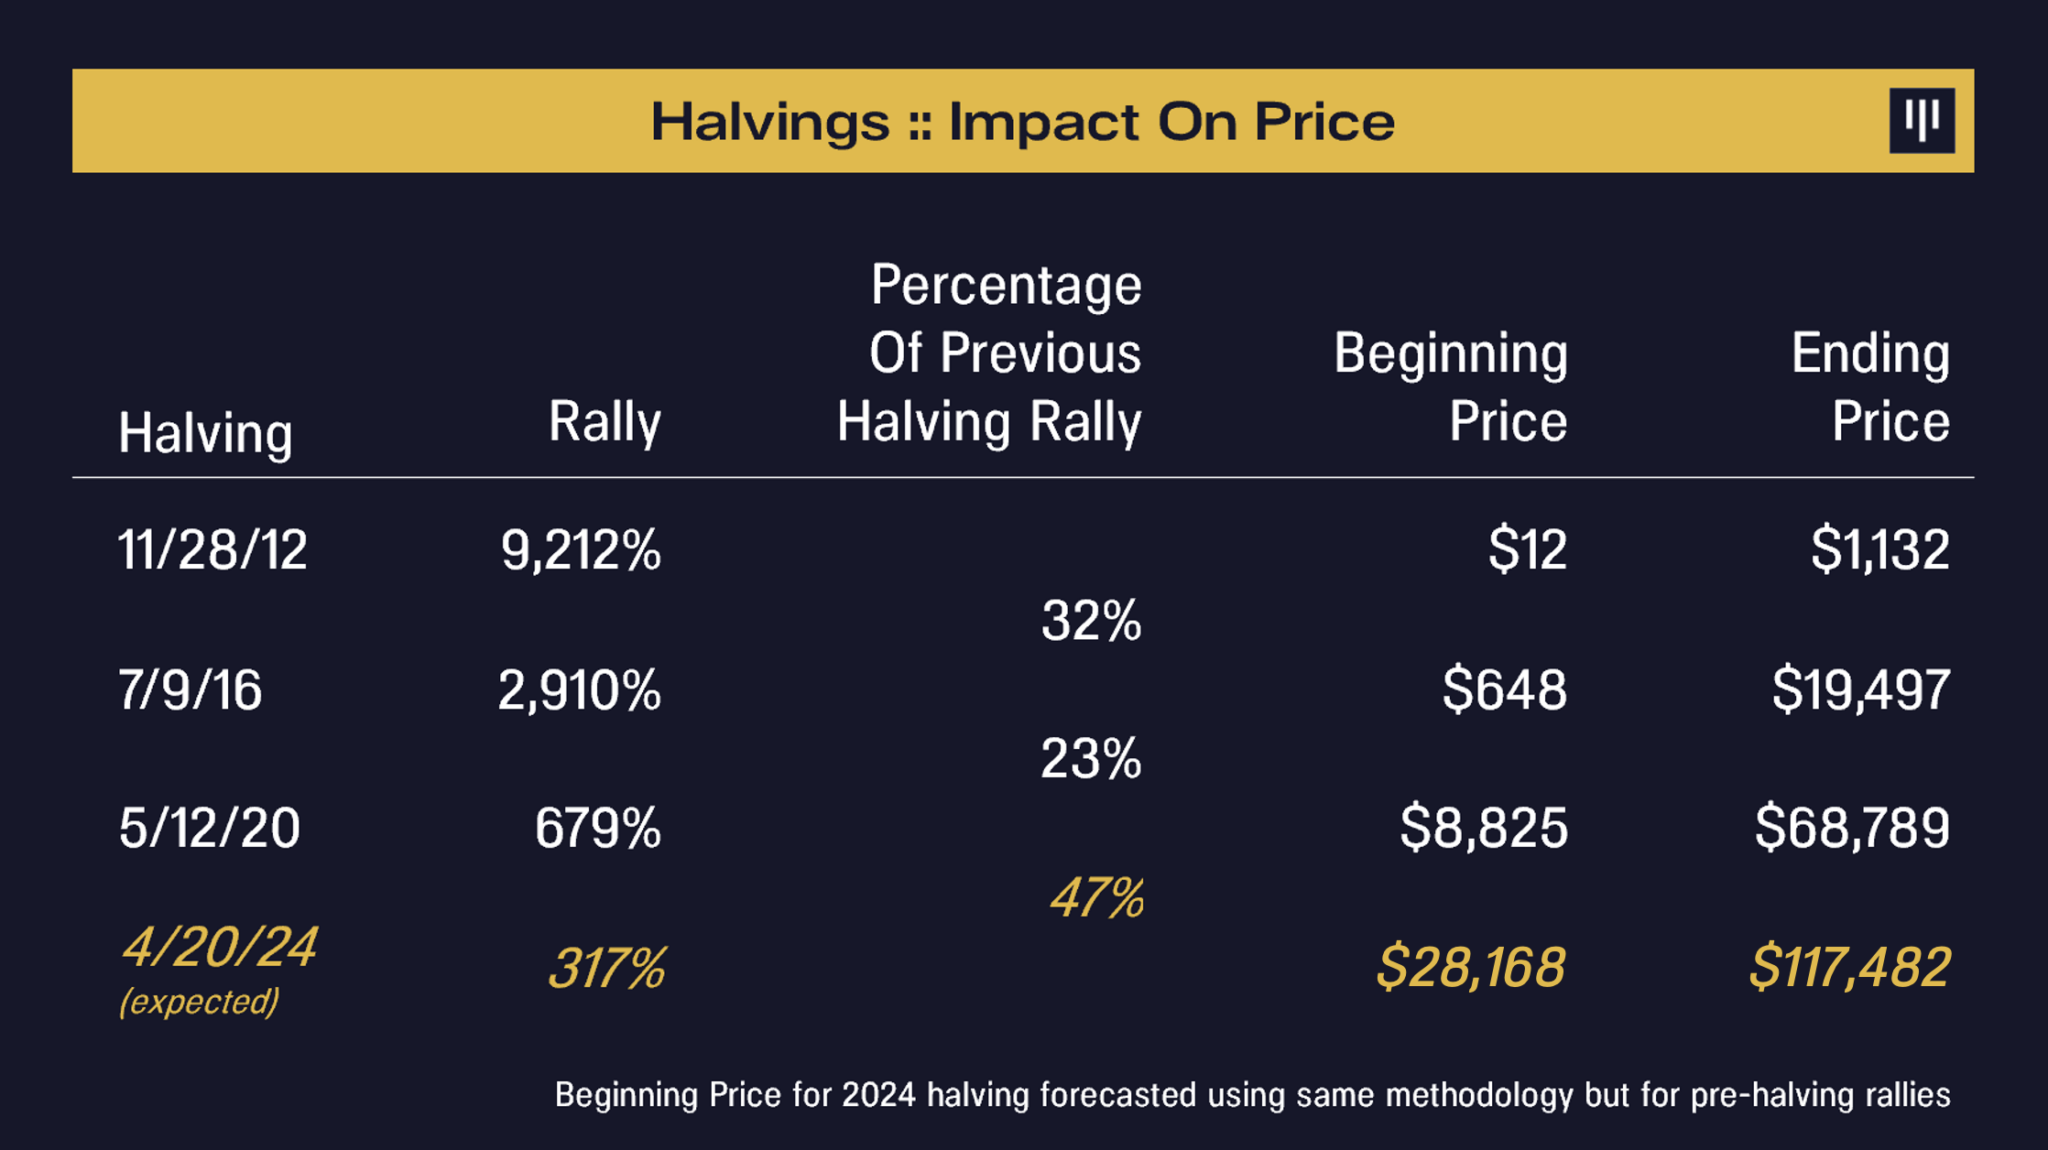 Halvings :: Impact On Price
Percentage
Of Previous
Halving Rally
Beginning
Price
Ending
Price
Halving
Rally
11/28/12 9,212% $12 $1,132
32%
7/9/16 2,910% $648 $19,497
23%
5/12/20 679% $8,825 $68,789
47%
4/20/24 317% $28,168 $117,482
(expected)
Beginning Price for 2024 halving forecasted using same methodology but for pre-halving rallies